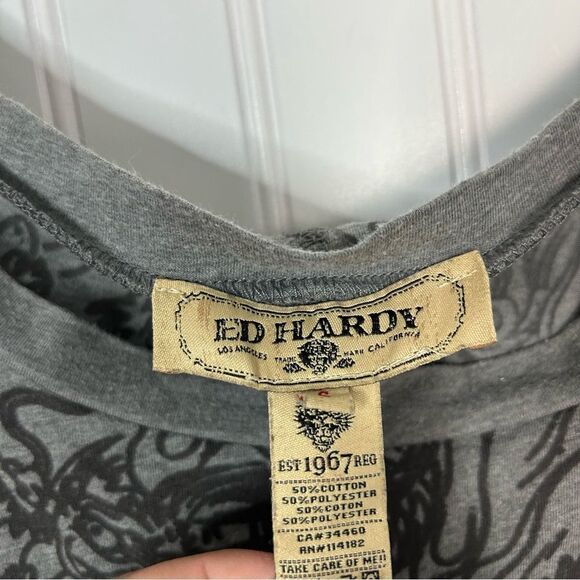 ED HARDY
LOS ANGELES TRADE MARK CALIFORNIA
S
EST 1967 REG
50%COTTON
50%POLYESTER
50%COTON
50%POLYESTER
CA#34460
RN#114182
TAKE CARE OF ME!!